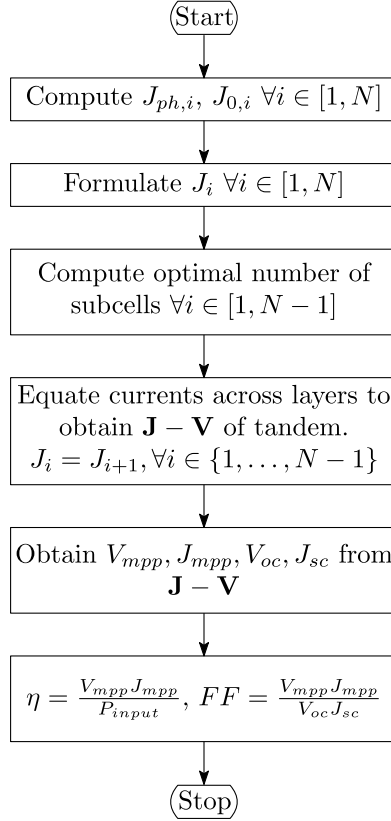 Start
Compute $J_{ph,i}$, $J_{0,i}$ $\forall i \in [1, N]$
Formulate $J_i$ $\forall i \in [1, N]$
Compute optimal number of
subcells $\forall i \in [1, N-1]$
Equate currents across layers to
obtain $\mathbf{J}-\mathbf{V}$ of tandem.
$J_i = J_{i+1}, \forall i \in \{1, \ldots, N-1\}$
Obtain $V_{mpp}, J_{mpp}, V_{oc}, J_{sc}$ from
$\mathbf{J}-\mathbf{V}$
$\eta = \frac{V_{mpp} J_{mpp}}{P_{input}}$, $FF = \frac{V_{mpp} J_{mpp}}{V_{oc} J_{sc}}$
Stop